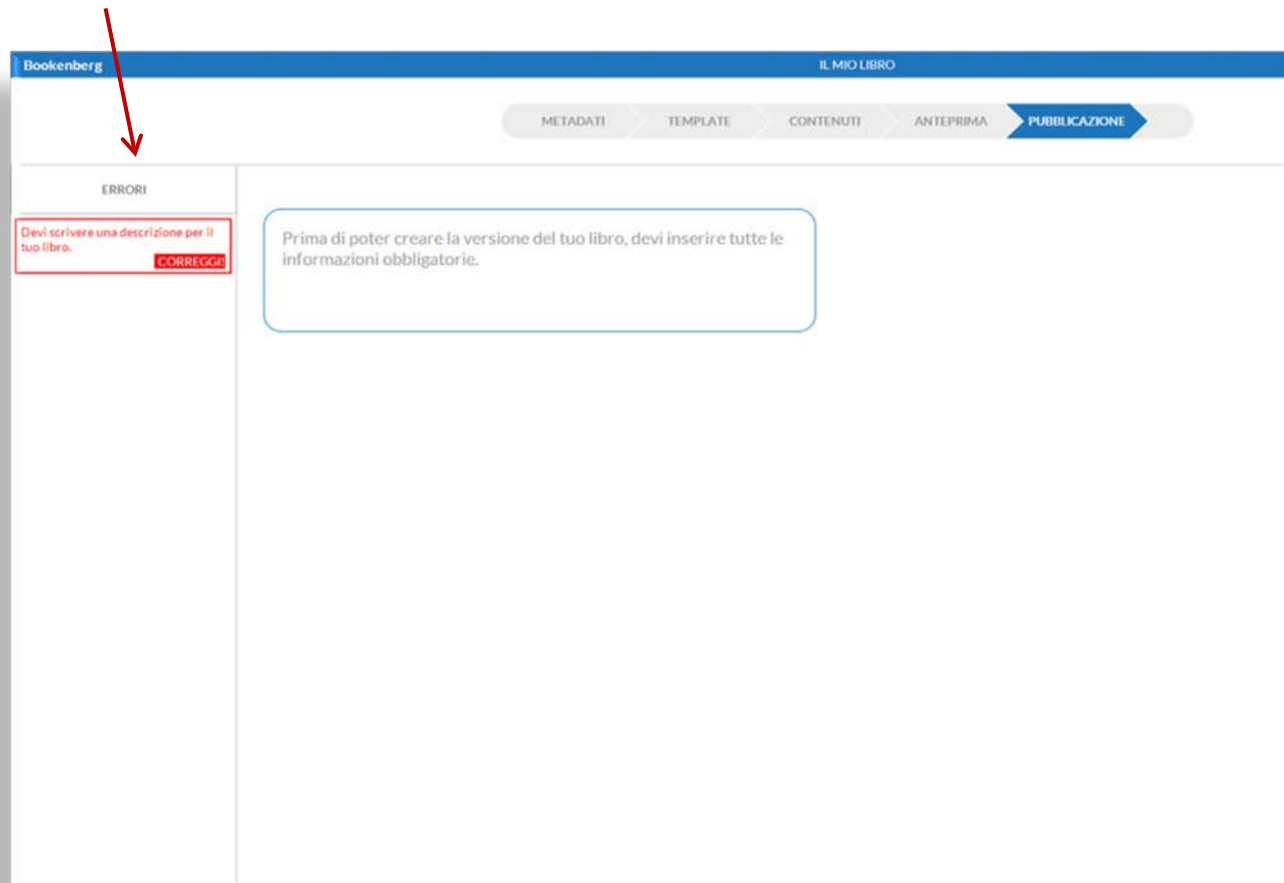 Bookenberg
IL MIO LIBRO
METADATI
TEMPLATE
CONTENUTI
ANTEPRIMA
PUBBLICAZIONE
ERRORI
Devi scrivere una descrizione per il
tuo libro.
CORREGGI!
Prima di poter creare la versione del tuo libro, devi inserire tutte le
informazioni obbligatorie.